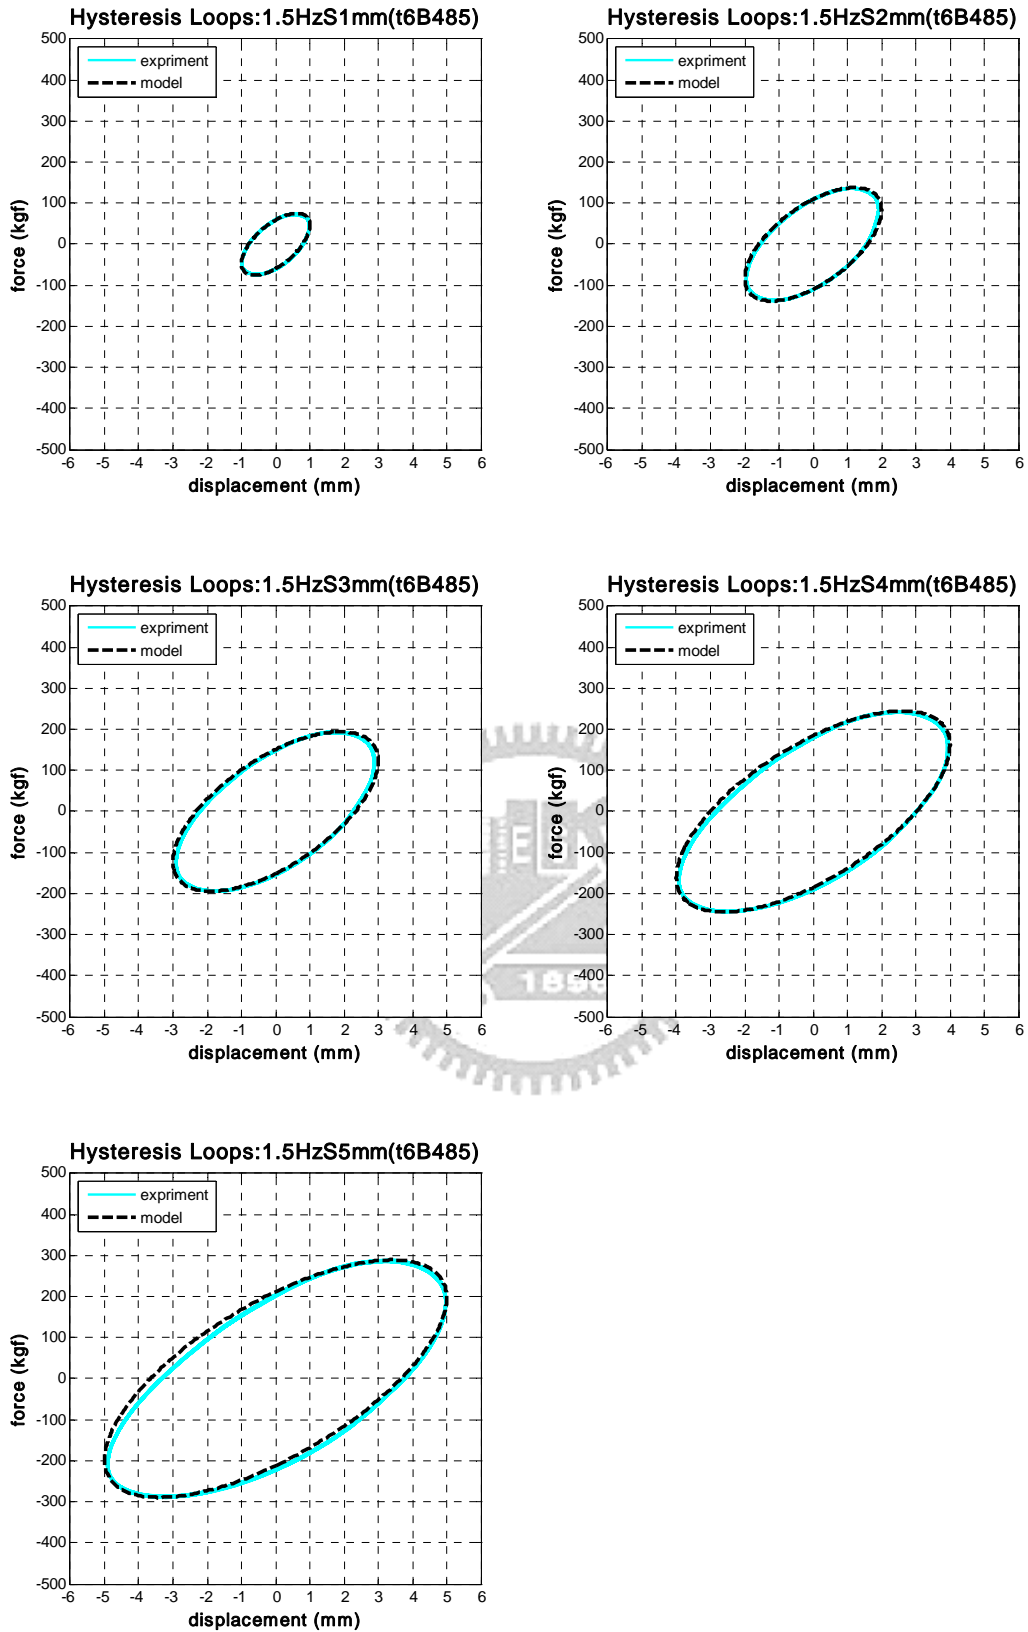 Hysteresis Loops:1.5HzS1mm(t6B485)
500
400
300
200
100
0
-100
-200
-300
-400
-500
-6 -5 -4 -3 -2 -1 0 1 2 3 4 5 6
displacement (mm)
force (kgf)
expriment
model
Hysteresis Loops:1.5HzS2mm(t6B485)
500
400
300
200
100
0
-100
-200
-300
-400
-500
-6 -5 -4 -3 -2 -1 0 1 2 3 4 5 6
displacement (mm)
force (kgf)
expriment
model
Hysteresis Loops:1.5HzS3mm(t6B485)
500
400
300
200
100
0
-100
-200
-300
-400
-500
-6 -5 -4 -3 -2 -1 0 1 2 3 4 5 6
displacement (mm)
force (kgf)
expriment
model
Hysteresis Loops:1.5HzS4mm(t6B485)
500
400
300
200
100
0
-100
-200
-300
-400
-500
-6 -5 -4 -3 -2 -1 0 1 2 3 4 5 6
displacement (mm)
force (kgf)
expriment
model
Hysteresis Loops:1.5HzS5mm(t6B485)
500
400
300
200
100
0
-100
-200
-300
-400
-500
-6 -5 -4 -3 -2 -1 0 1 2 3 4 5 6
displacement (mm)
force (kgf)
expriment
model